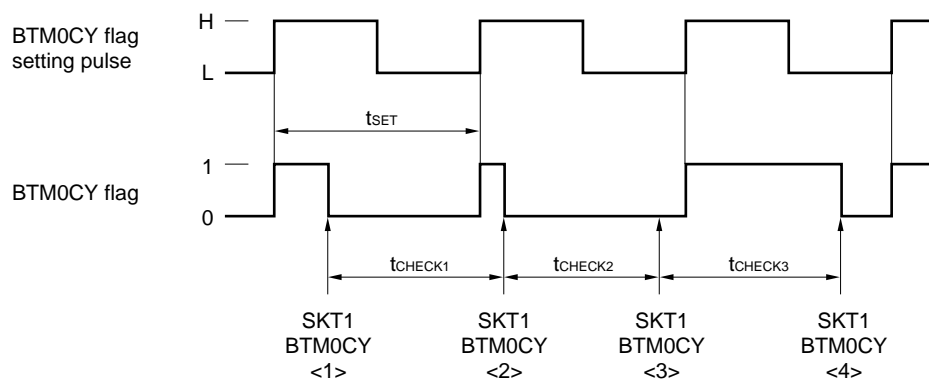 BTM0CY flag
setting pulse
H
L
tSET
BTM0CY flag
1
0
tCHECK1
tCHECK2
tCHECK3
SKT1
BTM0CY
<1>
SKT1
BTM0CY
<2>
SKT1
BTM0CY
<3>
SKT1
BTM0CY
<4>